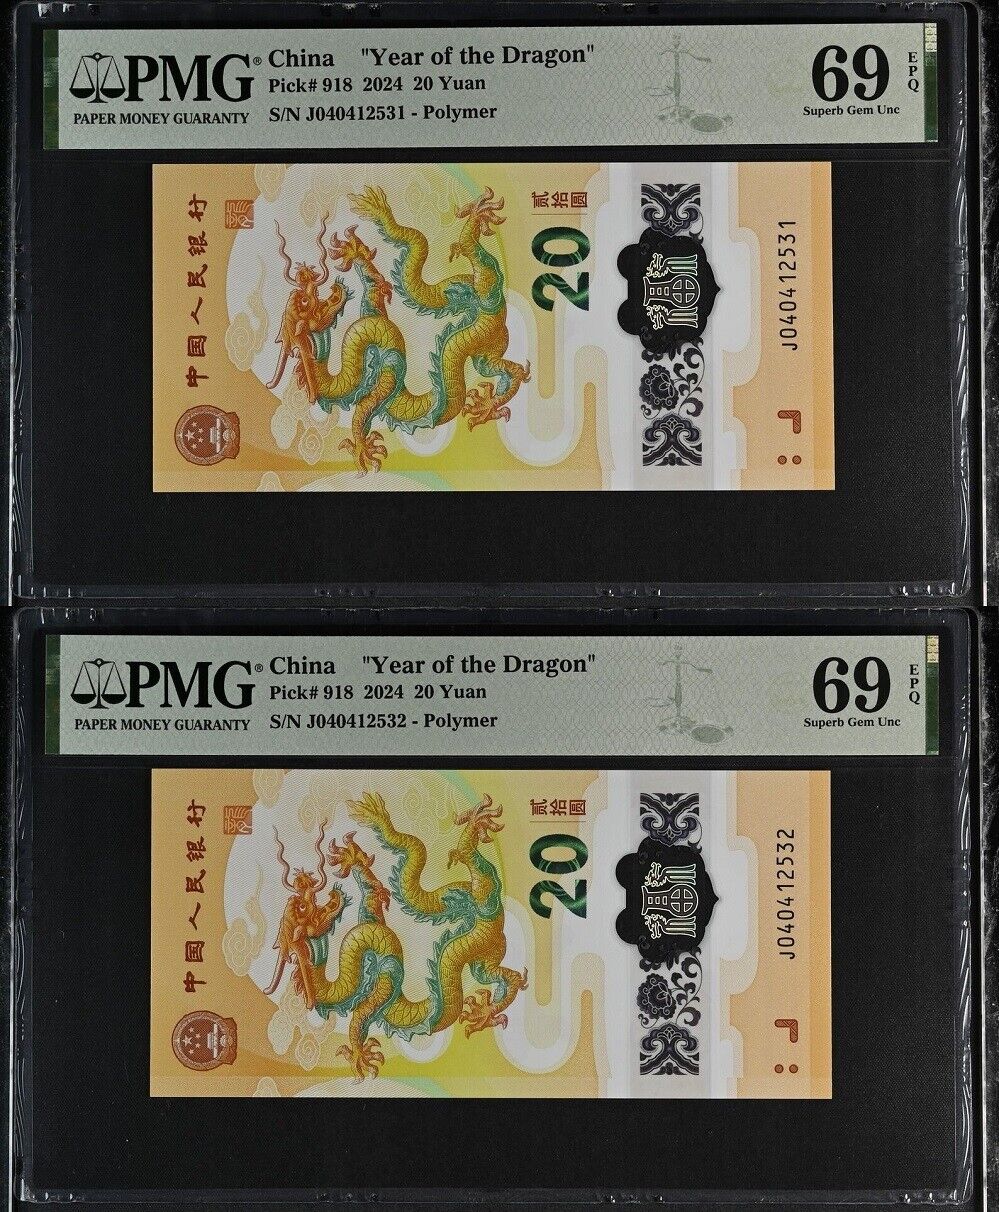 PMG® China "Year of the Dragon" 69 EPQ
Pick# 918 2024 20 Yuan
PAPER MONEY GUARANTY S/N J040412531 - Polymer Superb Gem Unc
中国人民银行
贰拾圆
20
J040412531
PMG® China "Year of the Dragon" 69 EPQ
Pick# 918 2024 20 Yuan
PAPER MONEY GUARANTY S/N J040412532 - Polymer Superb Gem Unc
中国人民银行
贰拾圆
20
J040412532